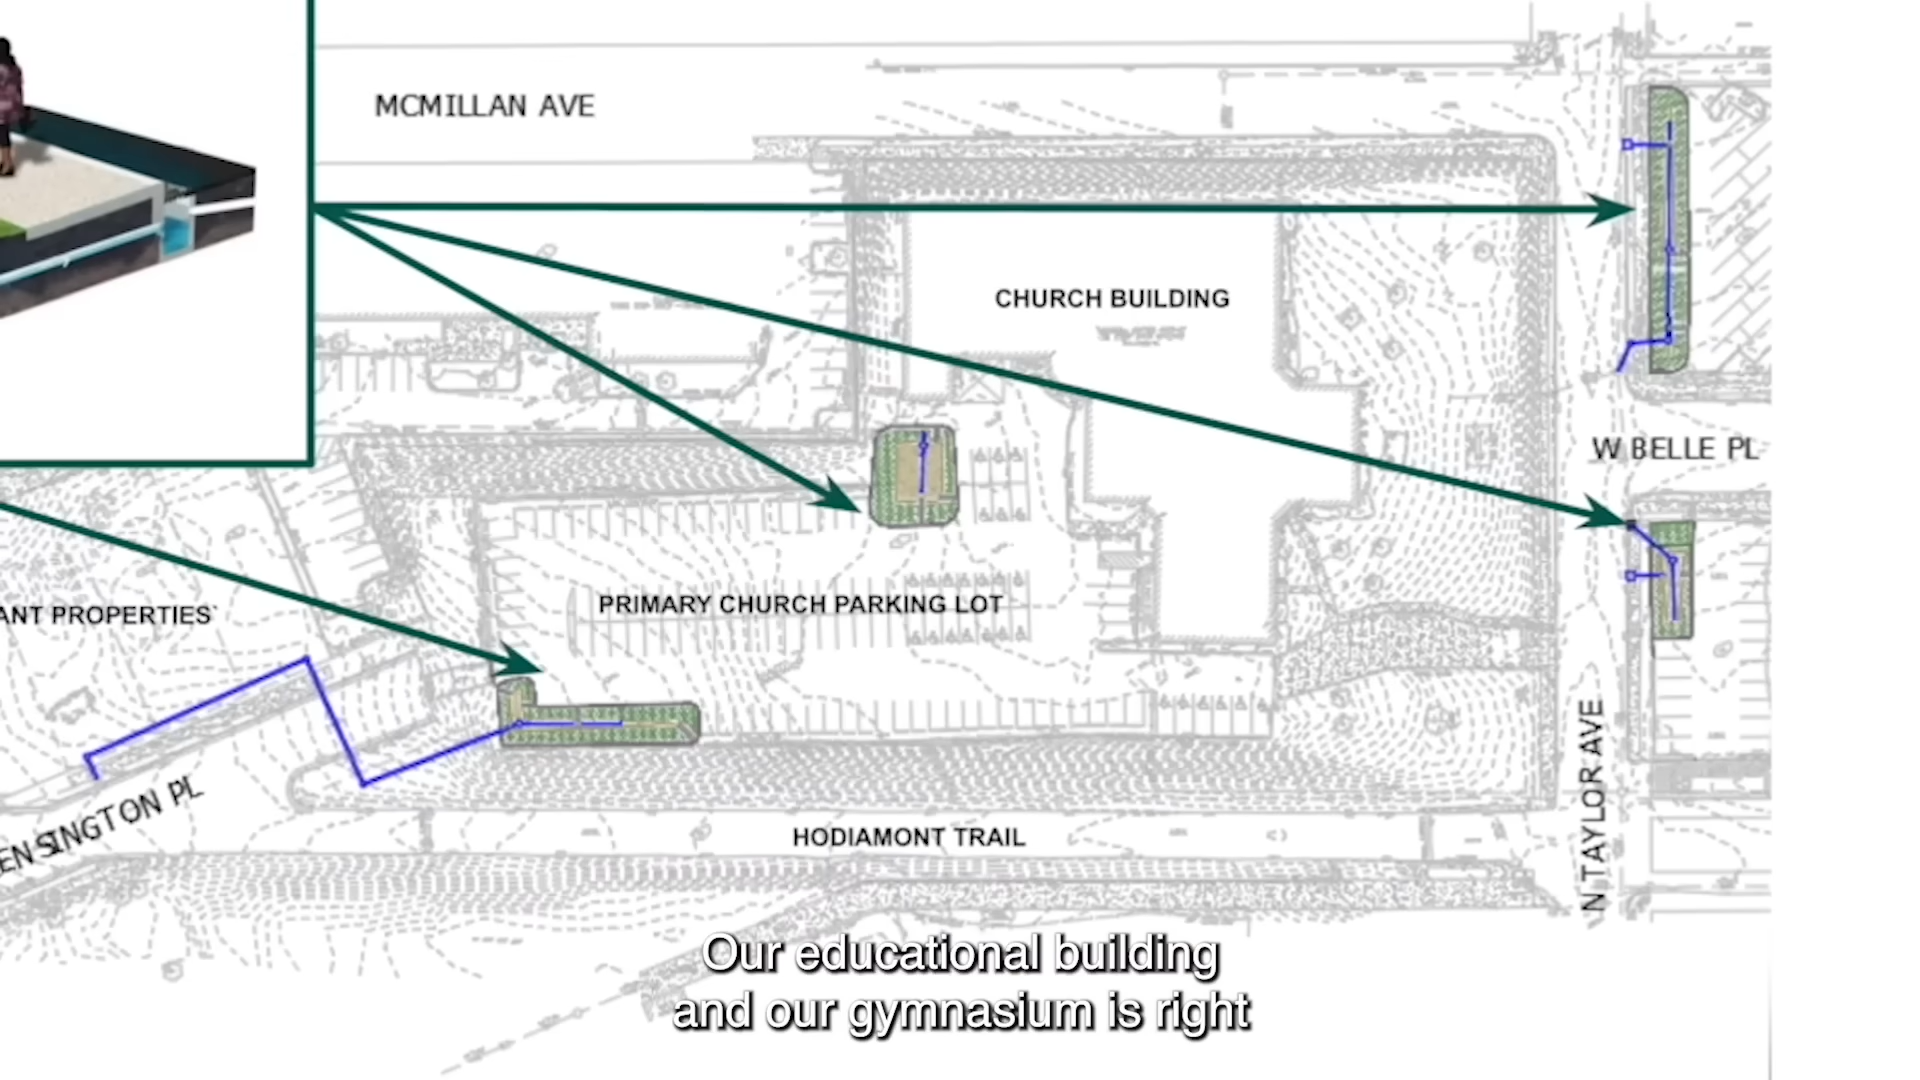 MCMILLAN AVE
CHURCH BUILDING
W BELLE PL
PRIMARY CHURCH PARKING LOT
ANT PROPERTIES
ENSINGTON PL
HODIAMONT TRAIL
N TAYLOR AVE
Our educational building
and our gymnasium is right